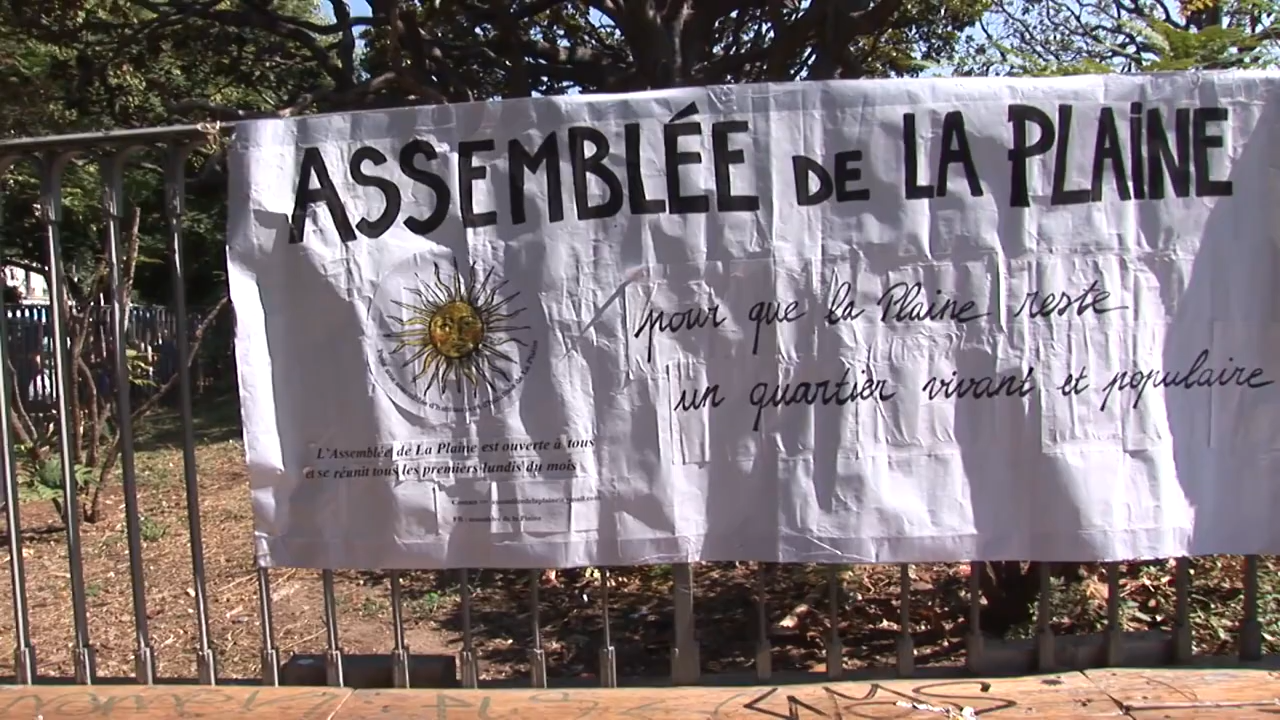 ASSEMBLÉE DE LA PLAINE
pour que la Plaine reste
un quartier vivant et populaire
L'Assemblée de La Plaine est ouverte à tous
et se réunit tous les premiers lundis du mois